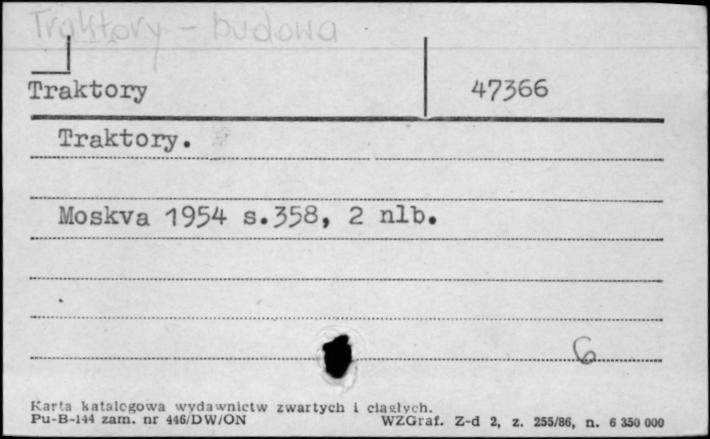 Traktory - budowa
Traktory 47366
Traktory.
Moskva 1954 s.358, 2 nlb.
6
Karta katalogowa wydawnictw zwartych i ciągłych.
Pu-B-144 zam. nr 446/DW/ON WZGraf. Z-d 2, z. 255/86, n. 6 350 000